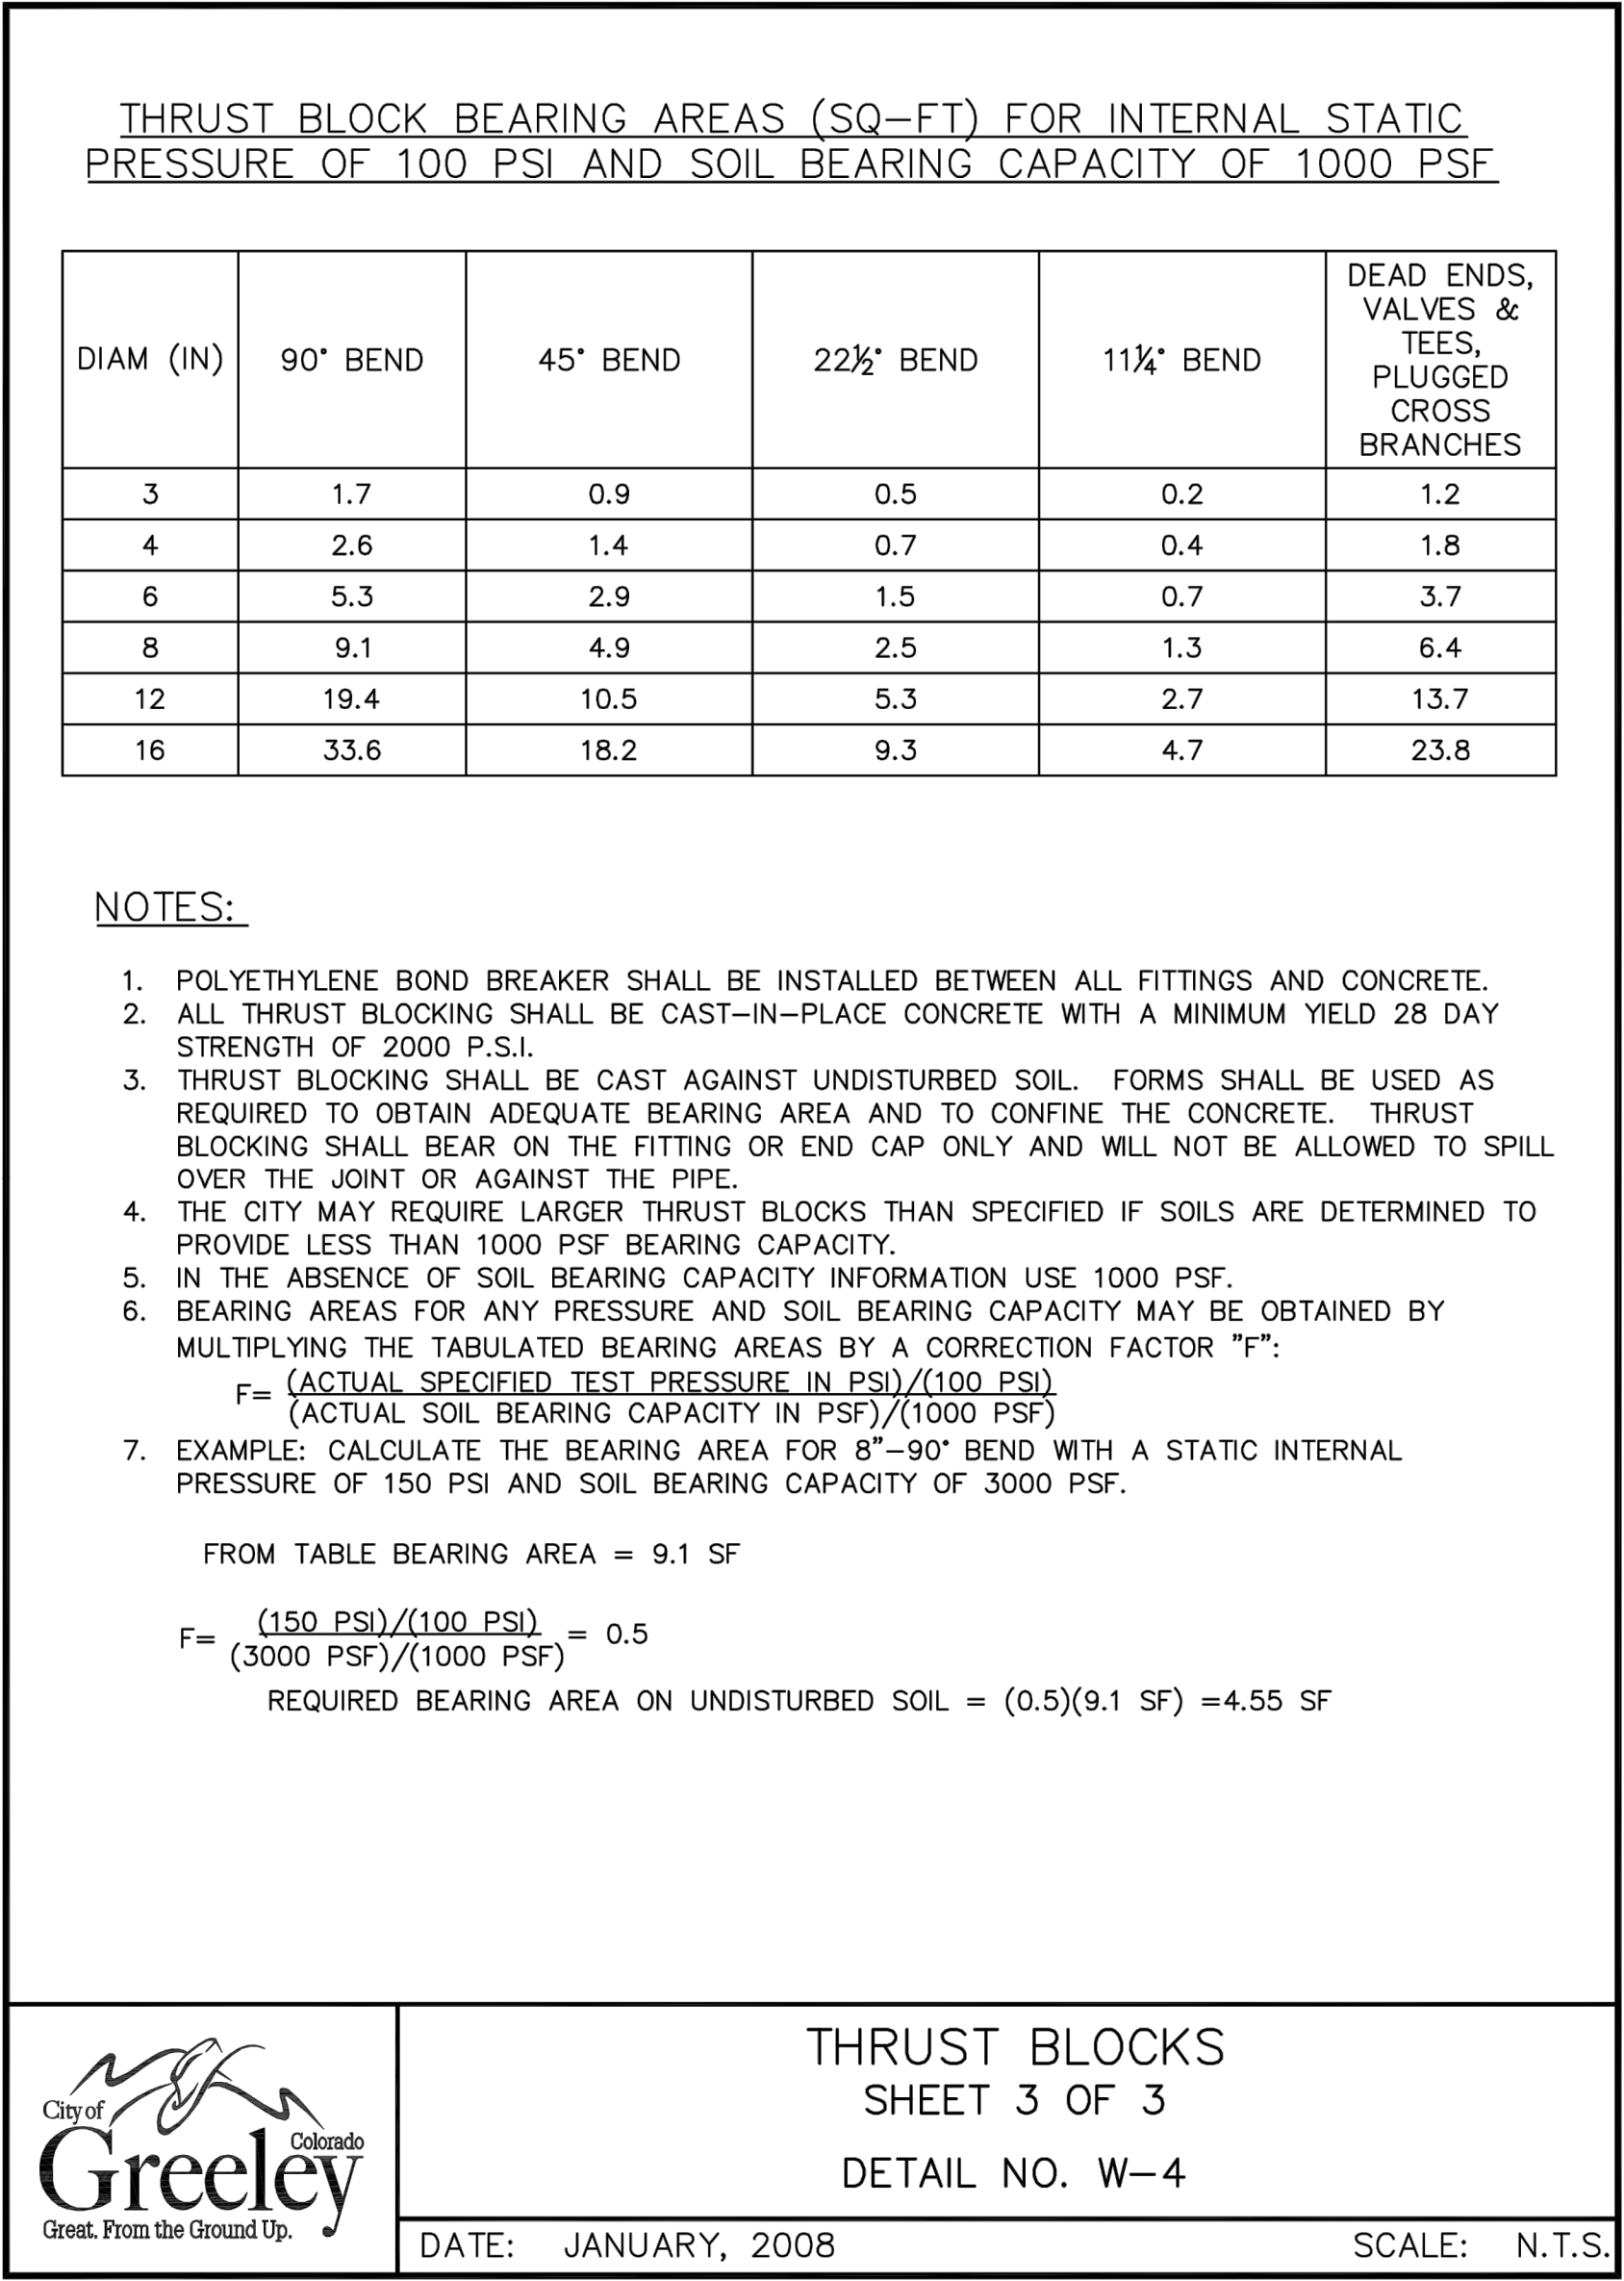 THRUST BLOCK BEARING AREAS (SQ-FT) FOR INTERNAL STATIC
PRESSURE OF 100 PSI AND SOIL BEARING CAPACITY OF 1000 PSF
DIAM (IN) 90° BEND 45° BEND 22½° BEND 11¼° BEND DEAD ENDS,
VALVES &
TEES,
PLUGGED
CROSS
BRANCHES
3 1.7 0.9 0.5 0.2 1.2
4 2.6 1.4 0.7 0.4 1.8
6 5.3 2.9 1.5 0.7 3.7
8 9.1 4.9 2.5 1.3 6.4
12 19.4 10.5 5.3 2.7 13.7
16 33.6 18.2 9.3 4.7 23.8
NOTES:
1. POLYETHYLENE BOND BREAKER SHALL BE INSTALLED BETWEEN ALL FITTINGS AND CONCRETE.
2. ALL THRUST BLOCKING SHALL BE CAST-IN-PLACE CONCRETE WITH A MINIMUM YIELD 28 DAY
STRENGTH OF 2000 P.S.I.
3. THRUST BLOCKING SHALL BE CAST AGAINST UNDISTURBED SOIL. FORMS SHALL BE USED AS
REQUIRED TO OBTAIN ADEQUATE BEARING AREA AND TO CONFINE THE CONCRETE. THRUST
BLOCKING SHALL BEAR ON THE FITTING OR END CAP ONLY AND WILL NOT BE ALLOWED TO SPILL
OVER THE JOINT OR AGAINST THE PIPE.
4. THE CITY MAY REQUIRE LARGER THRUST BLOCKS THAN SPECIFIED IF SOILS ARE DETERMINED TO
PROVIDE LESS THAN 1000 PSF BEARING CAPACITY.
5. IN THE ABSENCE OF SOIL BEARING CAPACITY INFORMATION USE 1000 PSF.
6. BEARING AREAS FOR ANY PRESSURE AND SOIL BEARING CAPACITY MAY BE OBTAINED BY
MULTIPLYING THE TABULATED BEARING AREAS BY A CORRECTION FACTOR "F":
F= (ACTUAL SPECIFIED TEST PRESSURE IN PSI)/(100 PSI)
(ACTUAL SOIL BEARING CAPACITY IN PSF)/(1000 PSF)
7. EXAMPLE: CALCULATE THE BEARING AREA FOR 8"-90° BEND WITH A STATIC INTERNAL
PRESSURE OF 150 PSI AND SOIL BEARING CAPACITY OF 3000 PSF.
FROM TABLE BEARING AREA = 9.1 SF
F= (150 PSI)/(100 PSI) = 0.5
(3000 PSF)/(1000 PSF)
REQUIRED BEARING AREA ON UNDISTURBED SOIL = (0.5)(9.1 SF) =4.55 SF
City of
Greeley
Colorado
Great. From the Ground Up.
THRUST BLOCKS
SHEET 3 OF 3
DETAIL NO. W-4
DATE: JANUARY, 2008 SCALE: N.T.S.